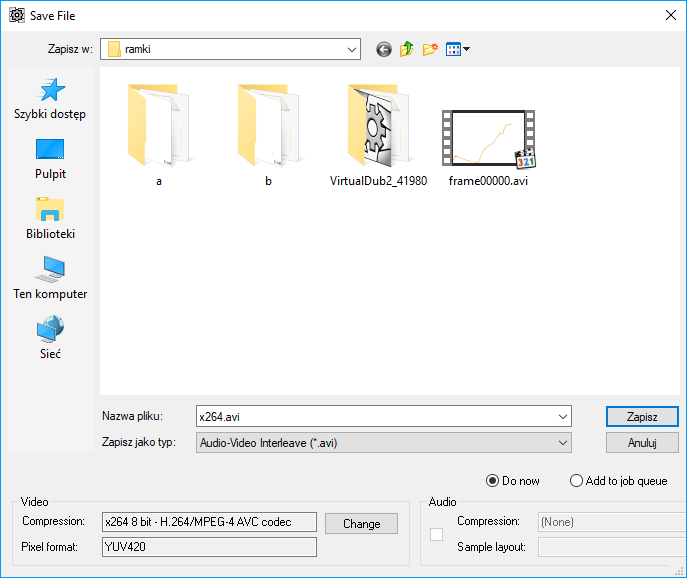 Save File
Zapisz w: ramki
Szybki dostęp
Pulpit
Biblioteki
Ten komputer
Sieć
a b VirtualDub2_41980 frame00000.avi
321
Nazwa pliku: x264.avi Zapisz
Zapisz jako typ: Audio-Video Interleave (*.avi) Anuluj
Do now Add to job queue
Video Audio
Compression: x264 8 bit - H.264/MPEG-4 AVC codec Change Compression: (None)
Pixel format: YUV420 Sample layout: